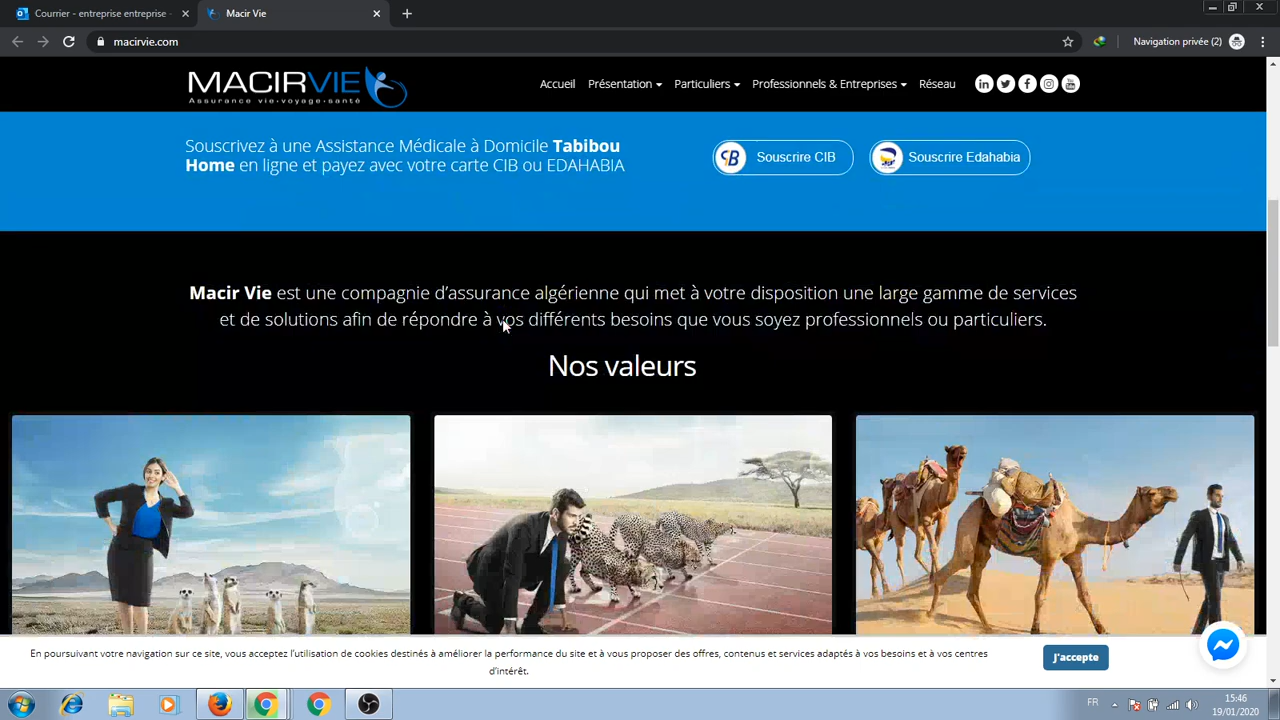 Courrier - entreprise entreprise -
Macir Vie
macirvie.com
Navigation privée (2)
MACIRVIE
Assurance vie•voyage•santé
Accueil
Présentation
Particuliers
Professionnels & Entreprises
Réseau
Souscrivez à une Assistance Médicale à Domicile Tabibou
Home en ligne et payez avec votre carte CIB ou EDAHABIA
Souscrire CIB
Souscrire Edahabia
Macir Vie est une compagnie d’assurance algérienne qui met à votre disposition une large gamme de services
et de solutions afin de répondre à vos différents besoins que vous soyez professionnels ou particuliers.
Nos valeurs
En poursuivant votre navigation sur ce site, vous acceptez l’utilisation de cookies destinés à améliorer la performance du site et à vous proposer des offres, contenus et services adaptés à vos besoins et à vos centres
d’intérêt.
J'accepte
FR
15:46
19/01/2020